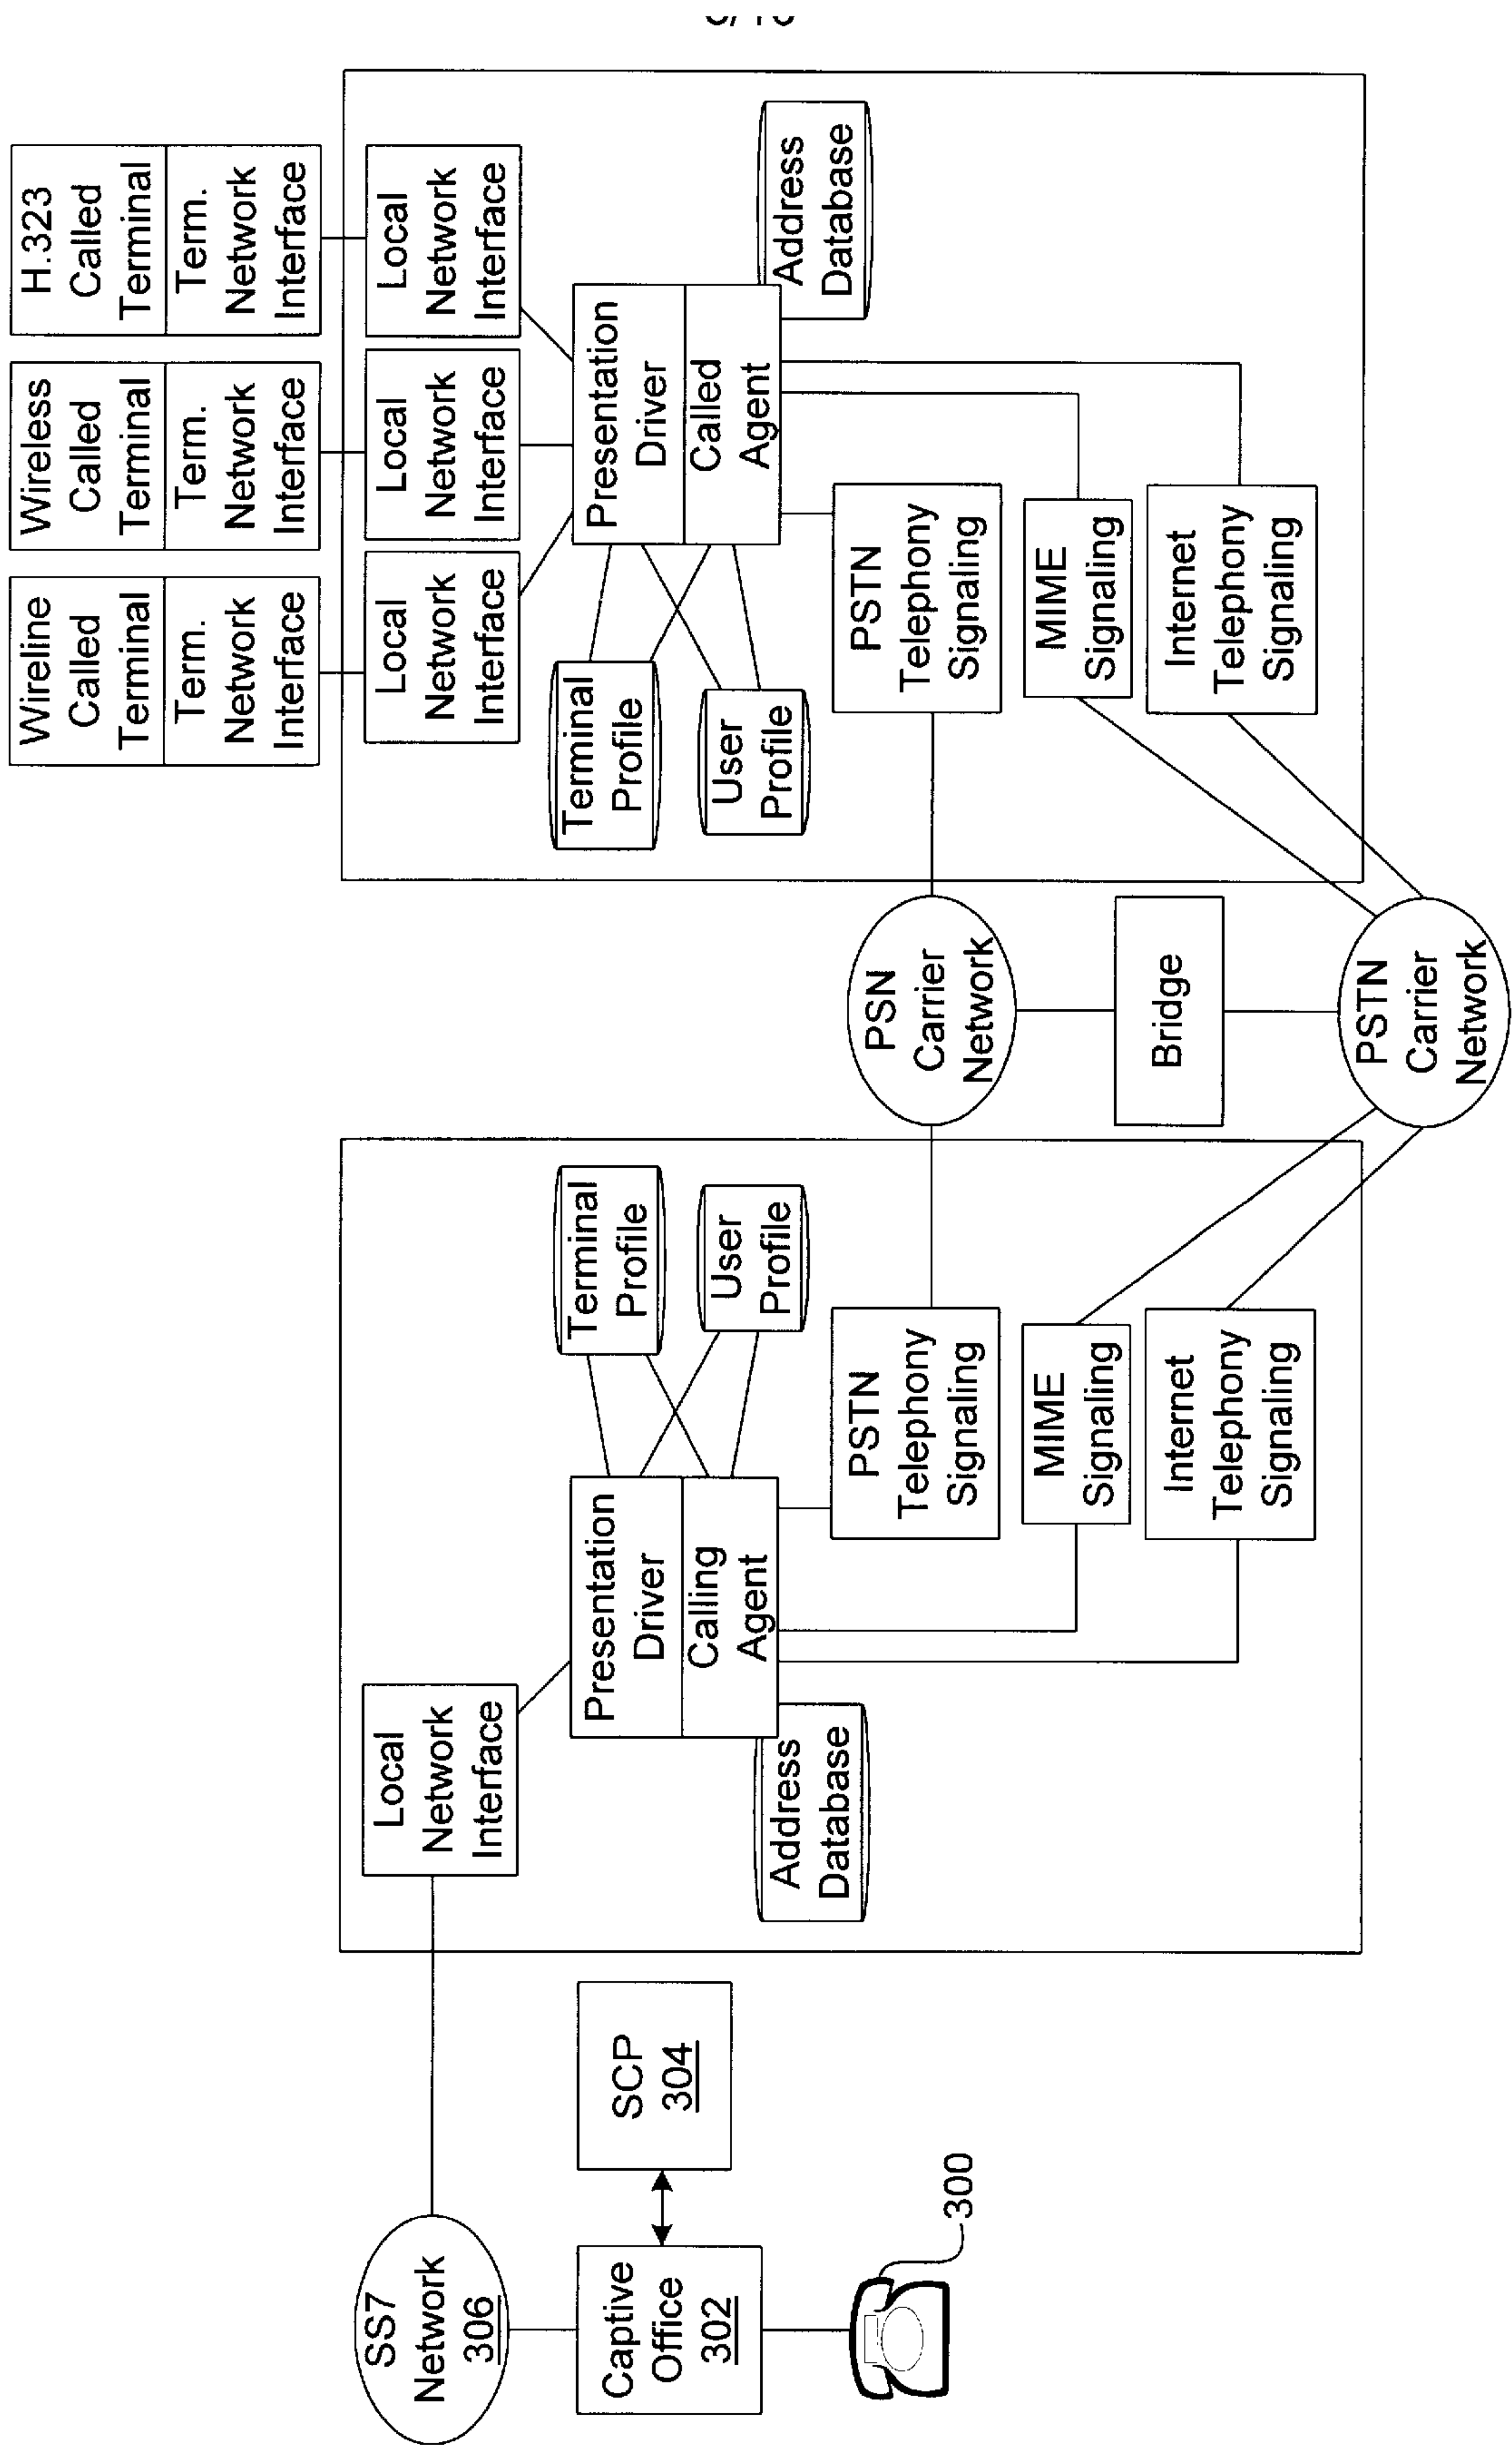 Wireline
Called
Terminal
Term.
Network
Interface
Wireless
Called
Terminal
Term.
Network
Interface
H.323
Called
Terminal
Term.
Network
Interface
SS7
Network
306
Local
Network
Interface
Local
Network
Interface
Local
Network
Interface
Local
Network
Interface
Captive
Office
302
SCP
304
Presentation
Driver
Calling
Agent
Terminal
Profile
User
Profile
Terminal
Profile
User
Profile
Presentation
Driver
Called
Agent
Address
Database
Address
Database
300
PSTN
Telephony
Signaling
PSN
Carrier
Network
PSTN
Telephony
Signaling
MIME
Signaling
Bridge
MIME
Signaling
Internet
Telephony
Signaling
Internet
Telephony
Signaling
PSTN
Carrier
Network